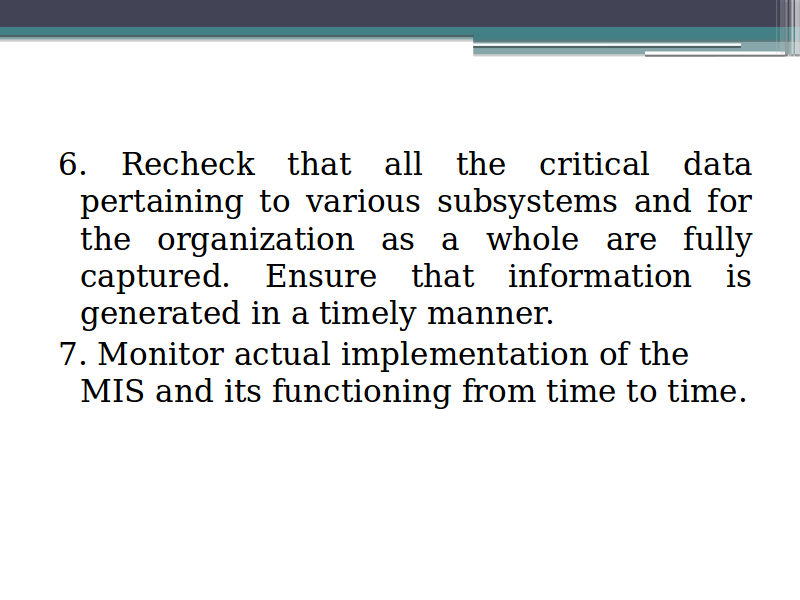 6. Recheck that all the critical data
pertaining to various subsystems and for
the organization as a whole are fully
captured. Ensure that information is
generated in a timely manner.
7. Monitor actual implementation of the
MIS and its functioning from time to time.